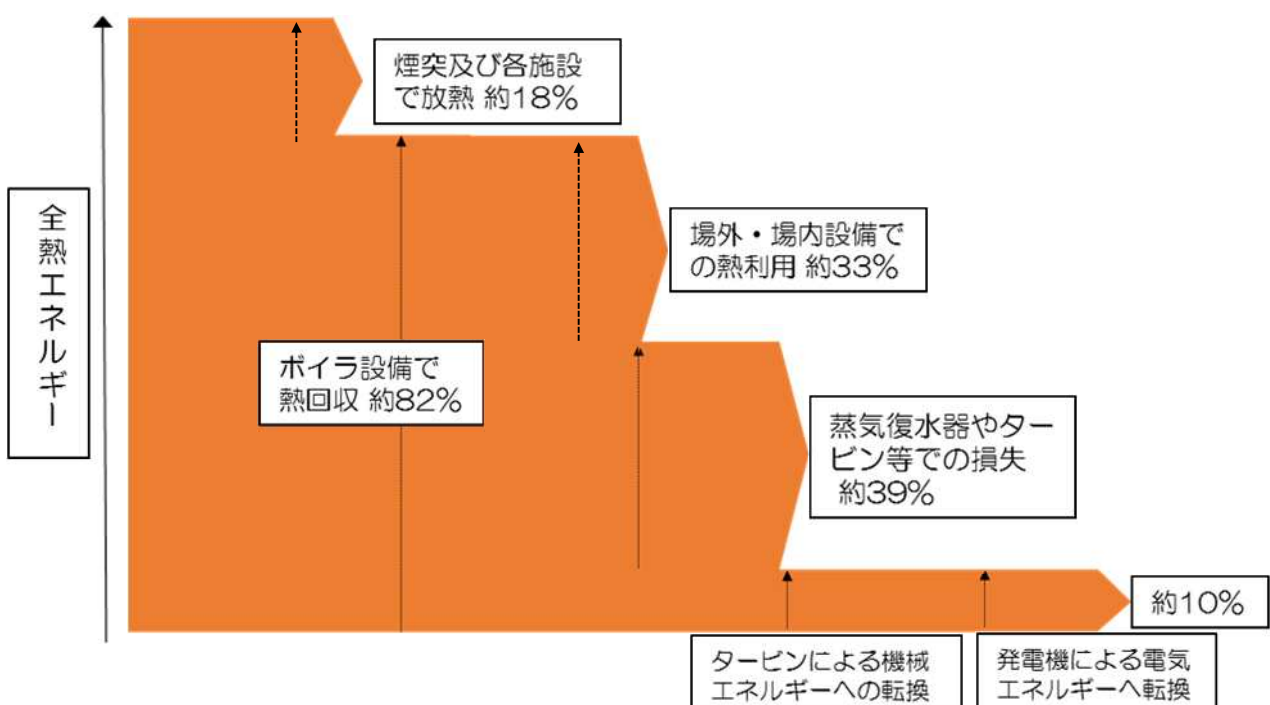 全熱エネルギー
煙突及び各施設
で放熱 約18%
場外・場内設備で
の熱利用 約33%
ボイラ設備で
熱回収 約82%
蒸気復水器やター
ビン等での損失
約39%
約10%
タービンによる機械
エネルギーへの転換
発電機による電気
エネルギーへ転換